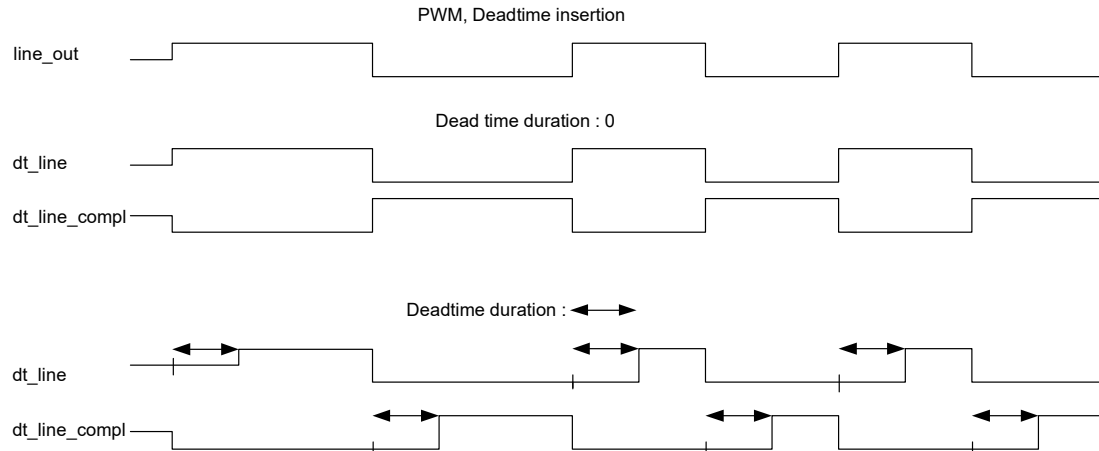 PWM, Deadtime insertion
line_out
Dead time duration : 0
dt_line
dt_line_compl
Deadtime duration :
dt_line
dt_line_compl